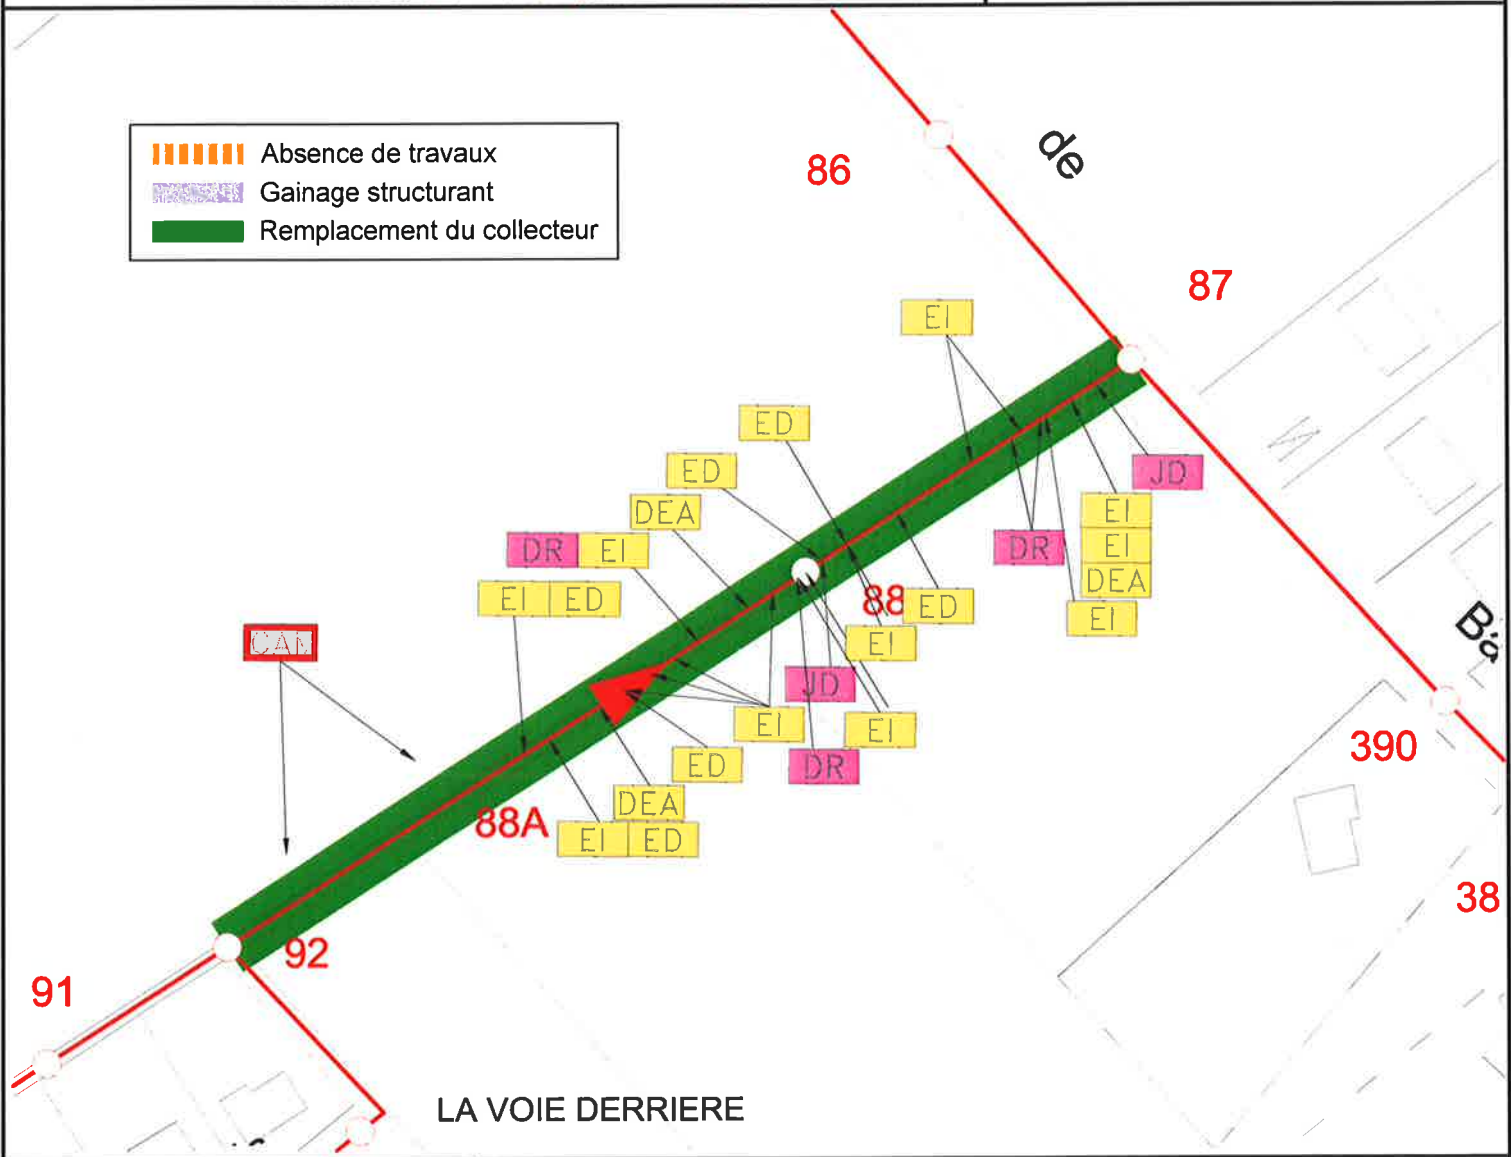 Absence de travaux
Gainage structurant
Remplacement du collecteur
de
86
87
EI
ED
ED
JD
DEA
EI
DR EI
DR
EI
DEA
EI ED
88
ED
EI
EI
CAN
JD
EI
EI
390
ED
DR
DEA
88A
EI ED
38
92
91
LA VOIE DERRIERE